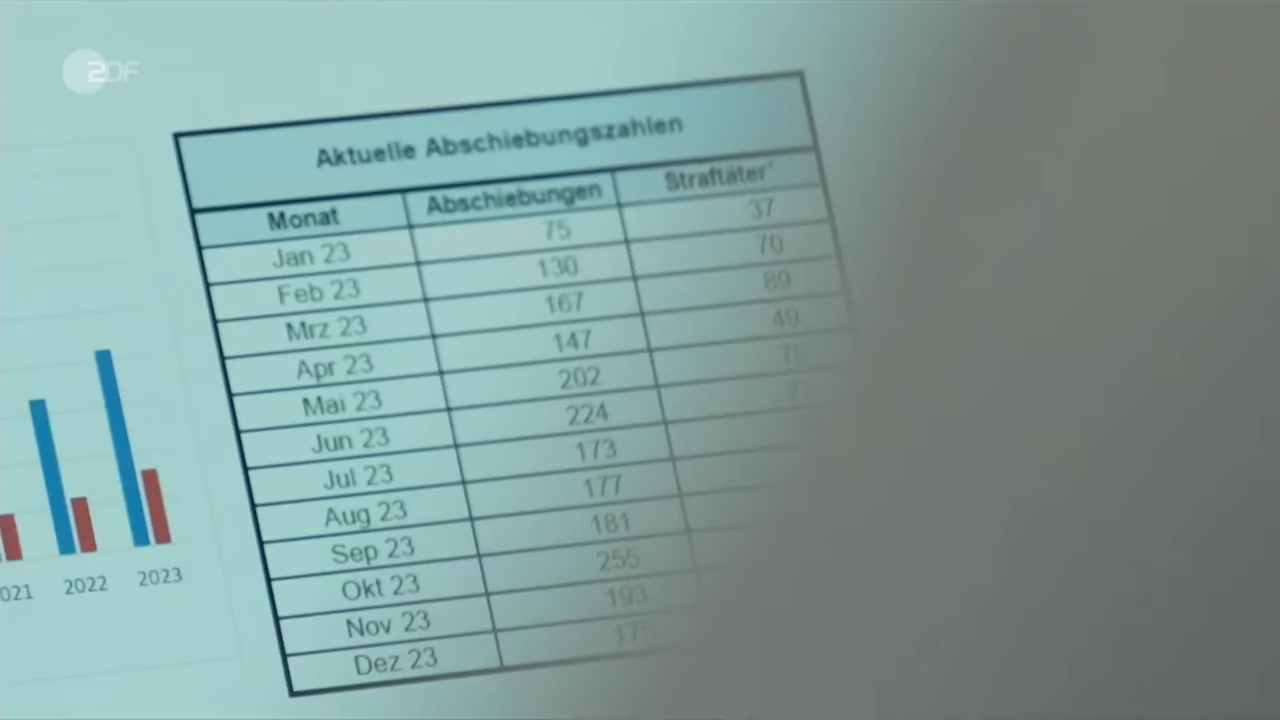 ZDF
Aktuelle Abschiebungszahlen
Monat Abschiebungen Straftäter*
Jan 23 75 37
Feb 23 130 70
Mrz 23 167 89
Apr 23 147 49
Mai 23 202
Jun 23 224
Jul 23 173
Aug 23 177
Sep 23 181
Okt 23 255
Nov 23 193
Dez 23
2022 2023